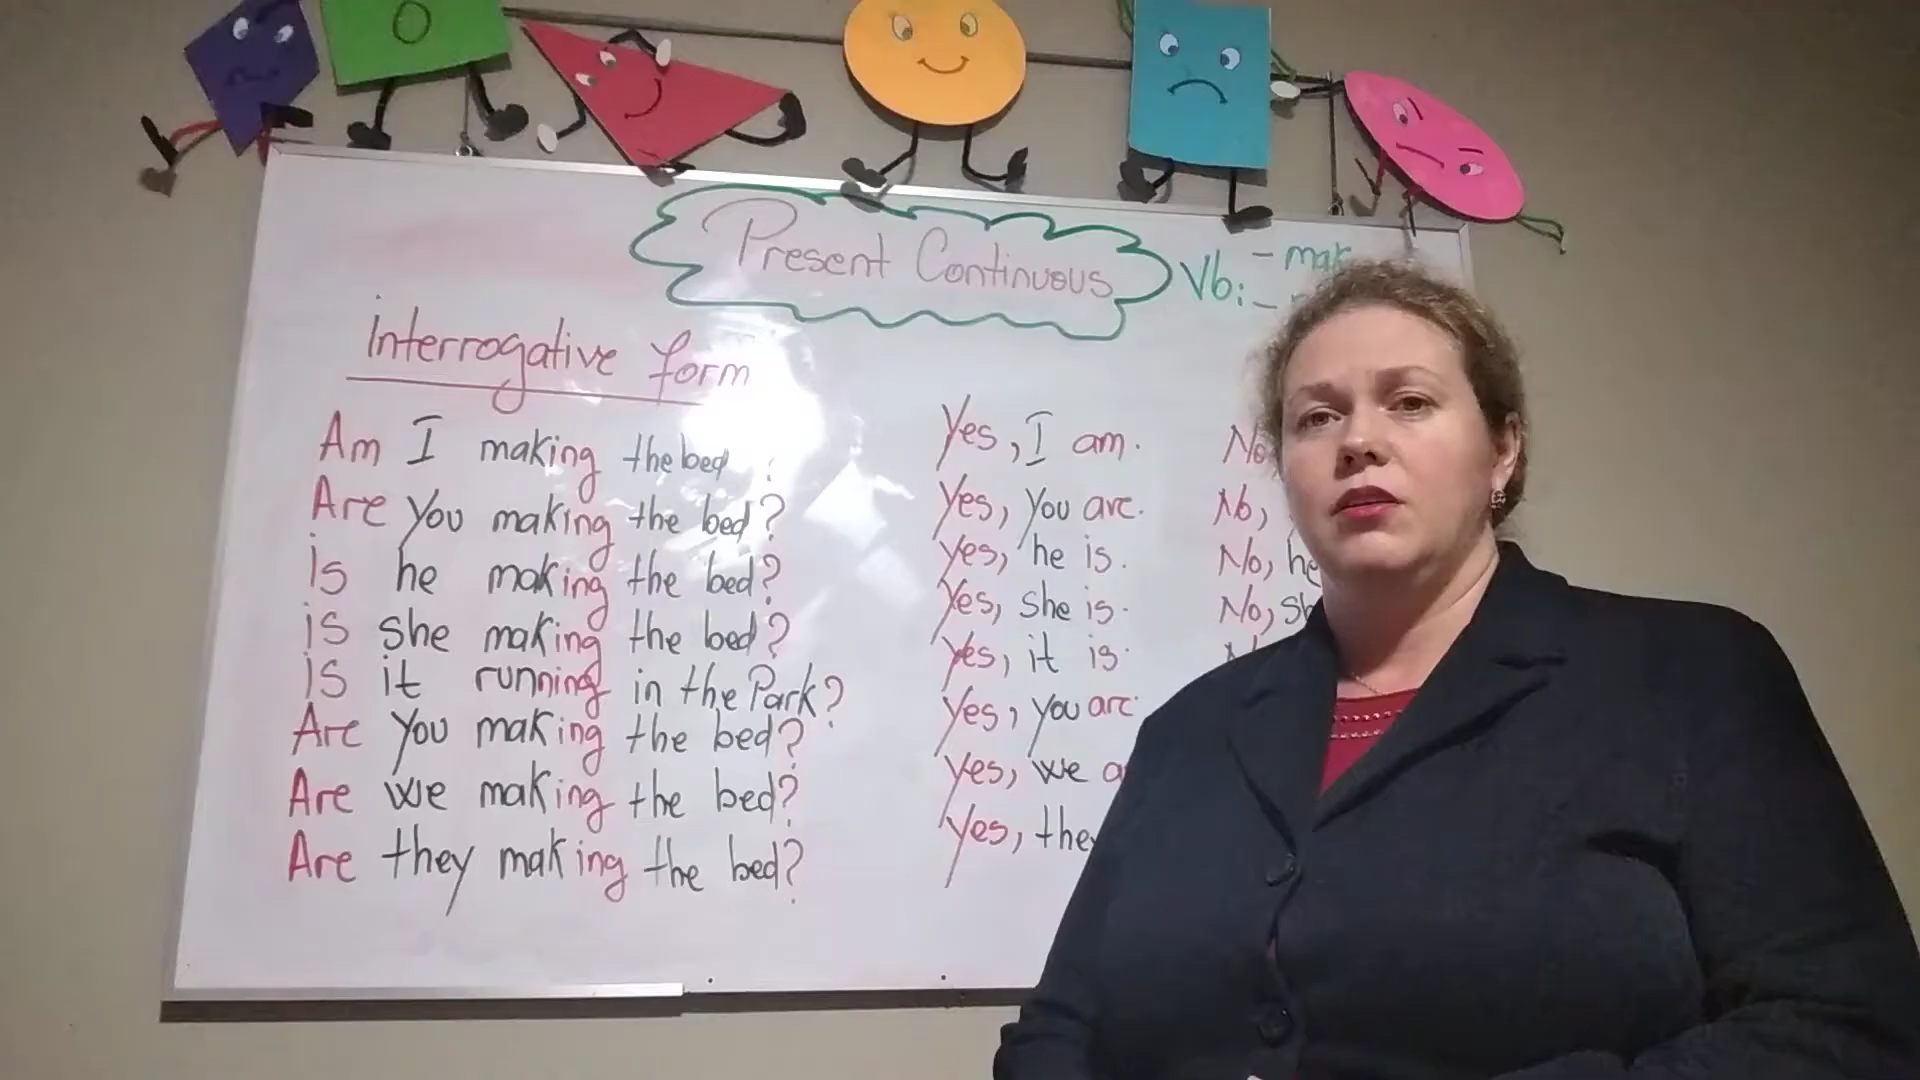 Present Continuous
Vb: - mak
Interrogative form
Am I making the bed ?
Are you making the bed?
is he making the bed?
is she making the bed?
is it running in the Park?
Are you making the bed?
Are we making the bed?
Are they making the bed?
Yes, I am.
Yes, you are.
Yes, he is.
Yes, she is.
Yes, it is.
Yes, you are.
Yes, we a
Yes, they
No
No,
No, he
No, sh